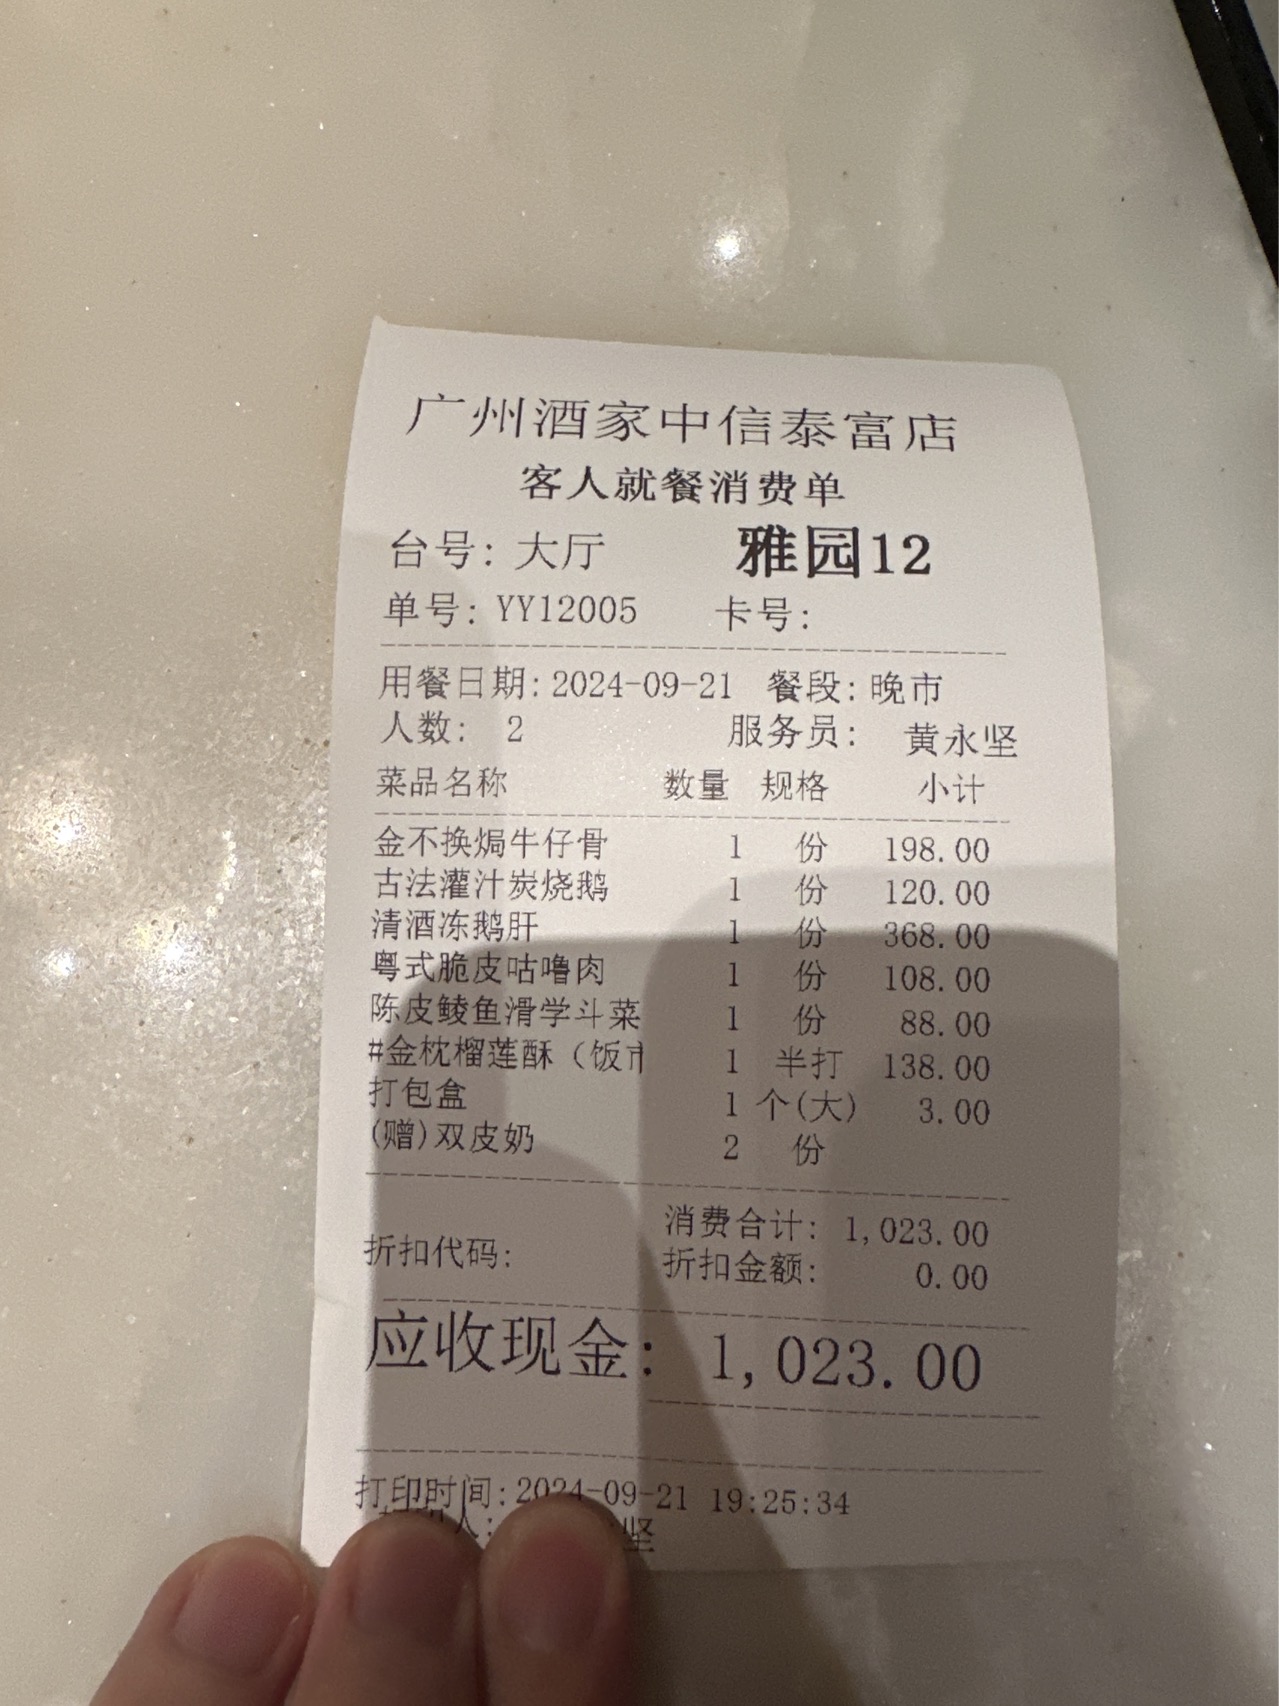 广州酒家中信泰富店
客人就餐消费单
台号: 大厅 雅园12
单号: YY12005 卡号:
用餐日期: 2024-09-21 餐段: 晚市
人数: 2 服务员: 黄永坚
菜品名称 数量 规格 小计
金不换焗牛仔骨 1 份 198.00
古法灌汁炭烧鹅 1 份 120.00
清酒冻鹅肝 1 份 368.00
粤式脆皮咕噜肉 1 份 108.00
陈皮鲮鱼滑学斗菜 1 份 88.00
#金枕榴莲酥（饭市 1 半打 138.00
打包盒 1 个(大) 3.00
(赠)双皮奶 2 份
消费合计: 1,023.00
折扣代码:
折扣金额: 0.00
应收现金: 1,023.00
打印时间: 2024-09-21 19:25:34
人: 坚